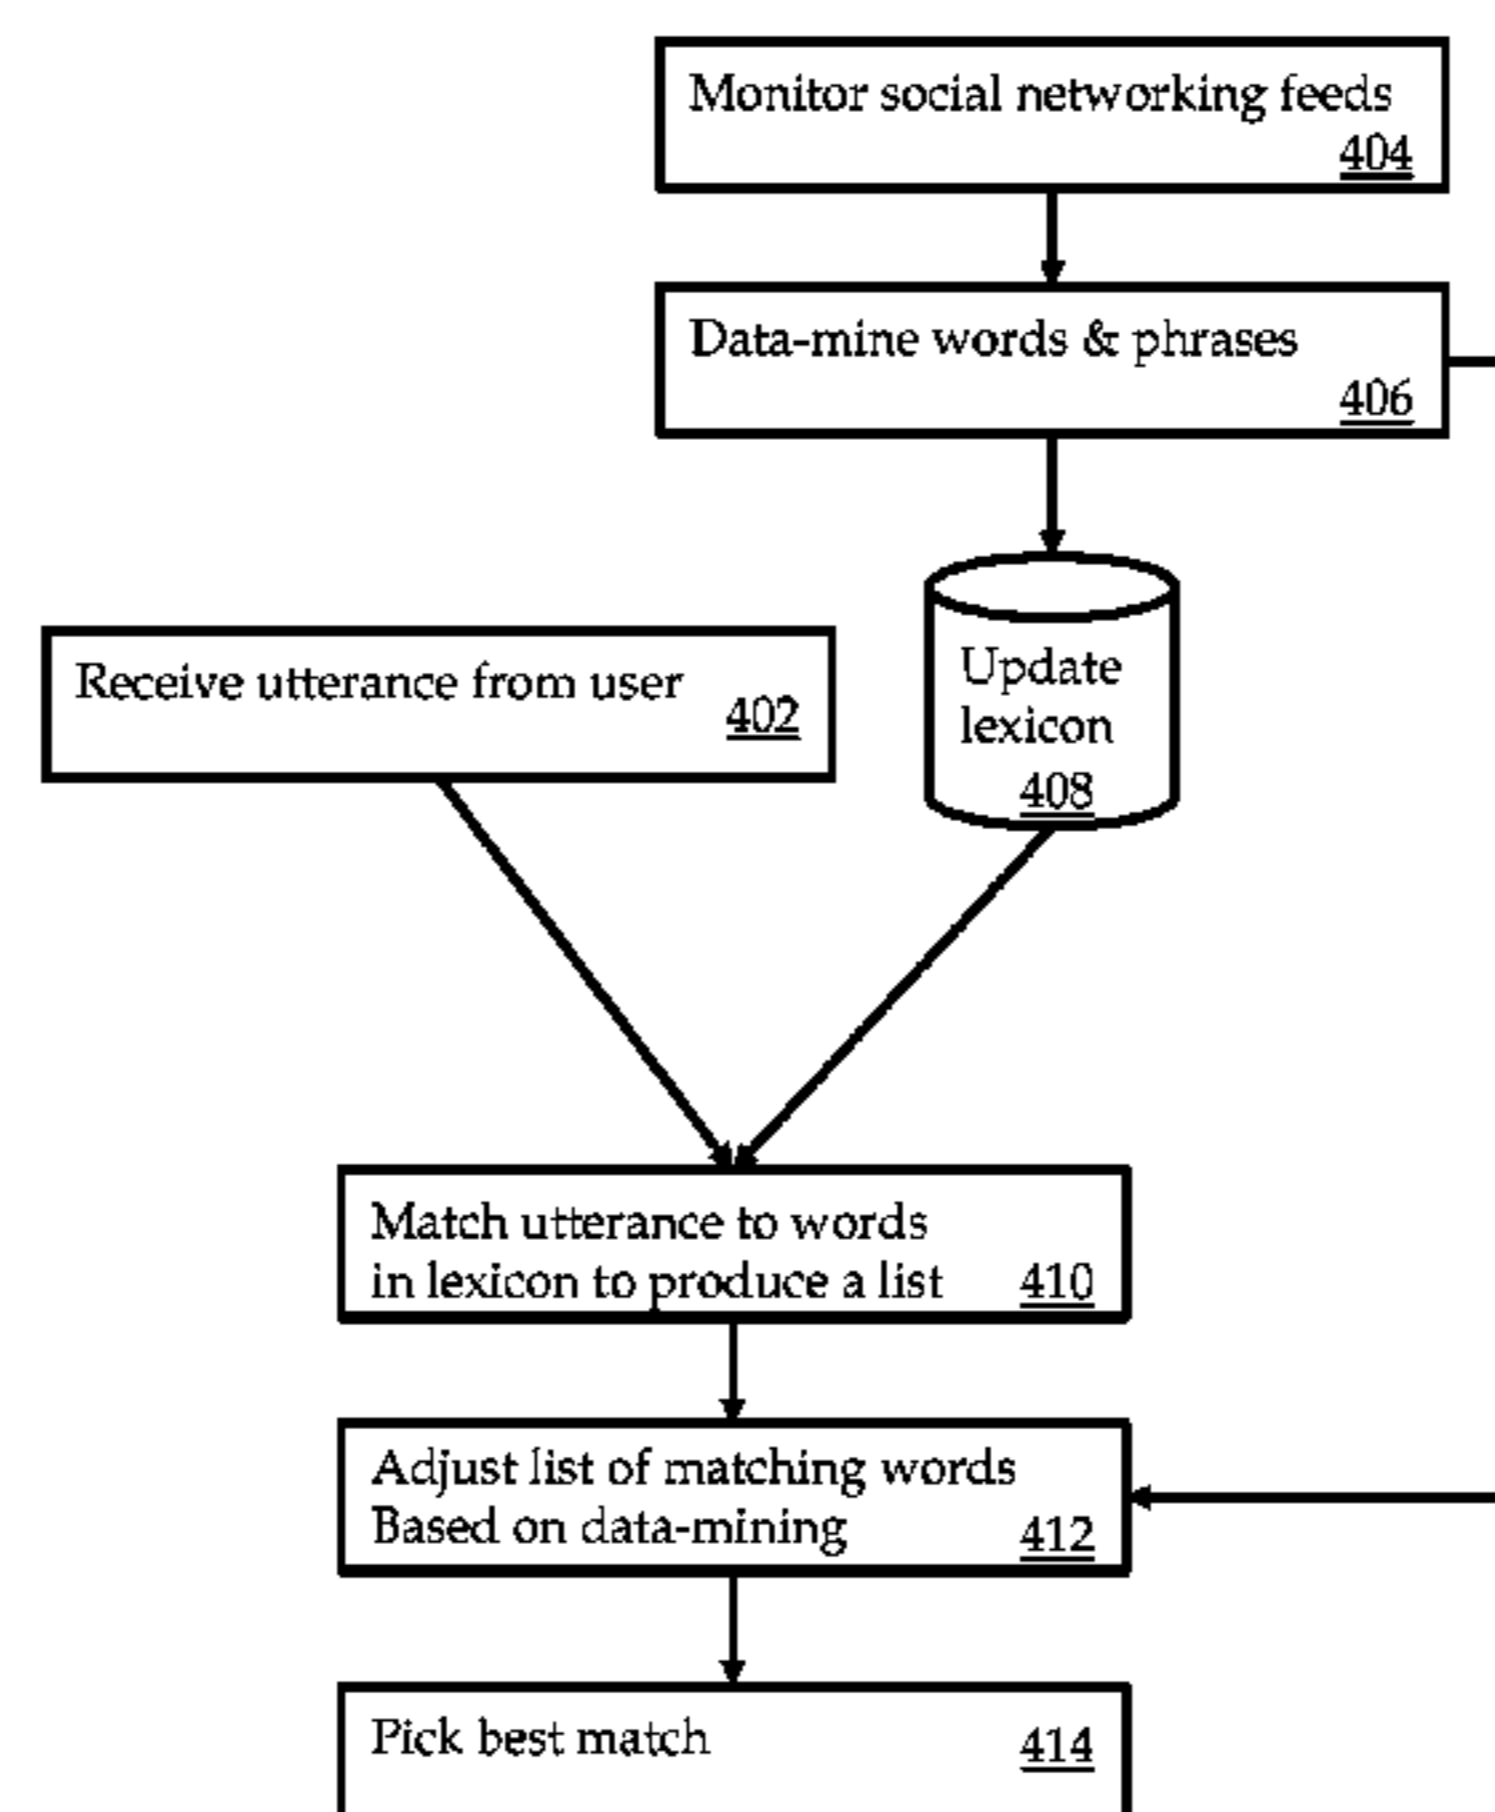 Monitor social networking feeds
404
Data-mine words & phrases
406
Receive utterance from user
402
Update
lexicon
408
Match utterance to words
in lexicon to produce a list 410
Adjust list of matching words
Based on data-mining 412
Pick best match 414